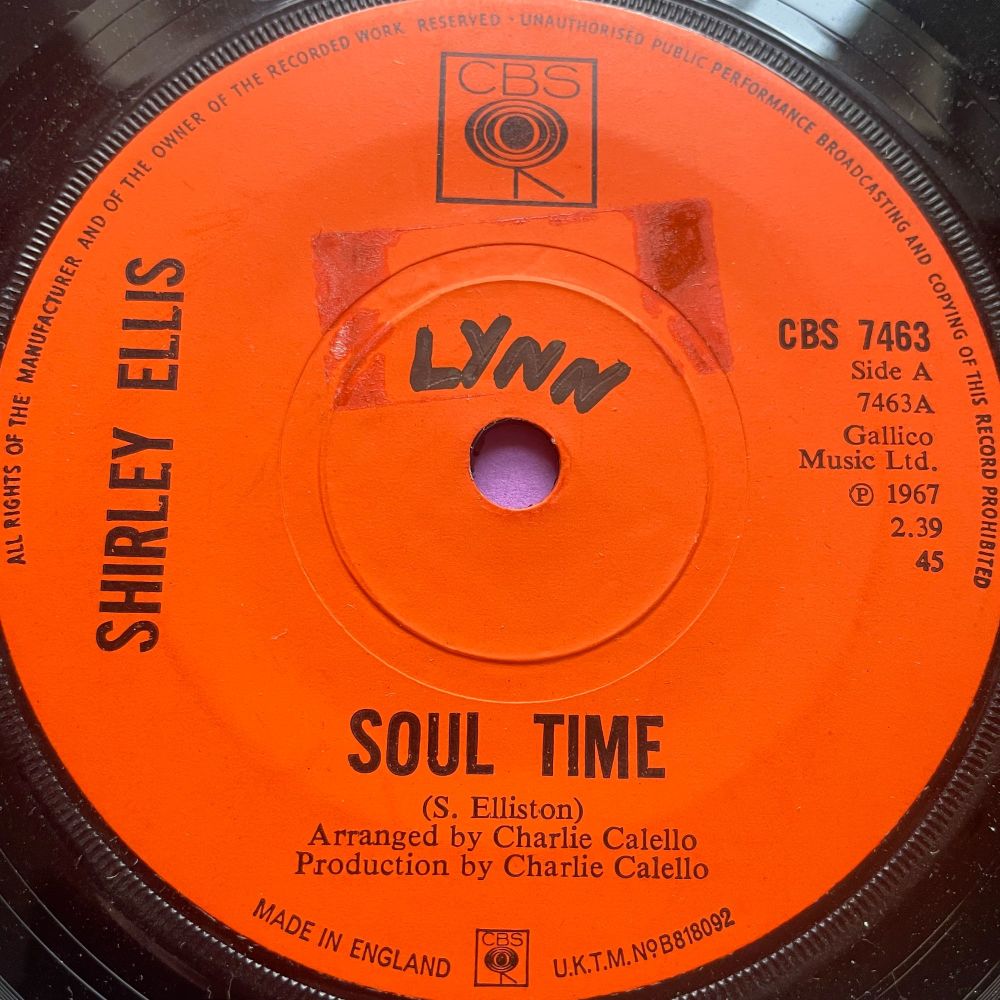 ALL RIGHTS OF THE MANUFACTURER AND OF THE OWNER OF THE RECORDED WORK RESERVED · UNAUTHORISED PUBLIC PERFORMANCE BROADCASTING AND COPYING OF THIS RECORD PROHIBITED
CBS
SHIRLEY ELLIS
LYNN
CBS 7463
Side A
7463A
Gallico
Music Ltd.
℗ 1967
2.39
45
SOUL TIME
(S. Elliston)
Arranged by Charlie Calello
Production by Charlie Calello
MADE IN ENGLAND
CBS
U.K.T.M. Nº B818092